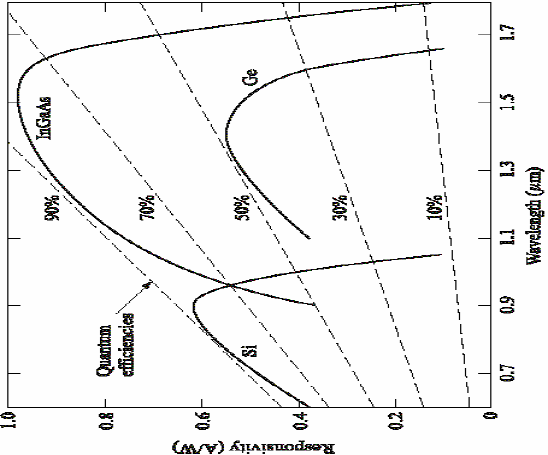 Responsivity (A/W)
1.0
0.8
0.6
0.4
0.2
0
Quantum
efficiencies
90%
70%
50%
30%
10%
InGaAs
Ge
Si
0.7
0.9
1.1
1.3
1.5
1.7
Wavelength (μm)